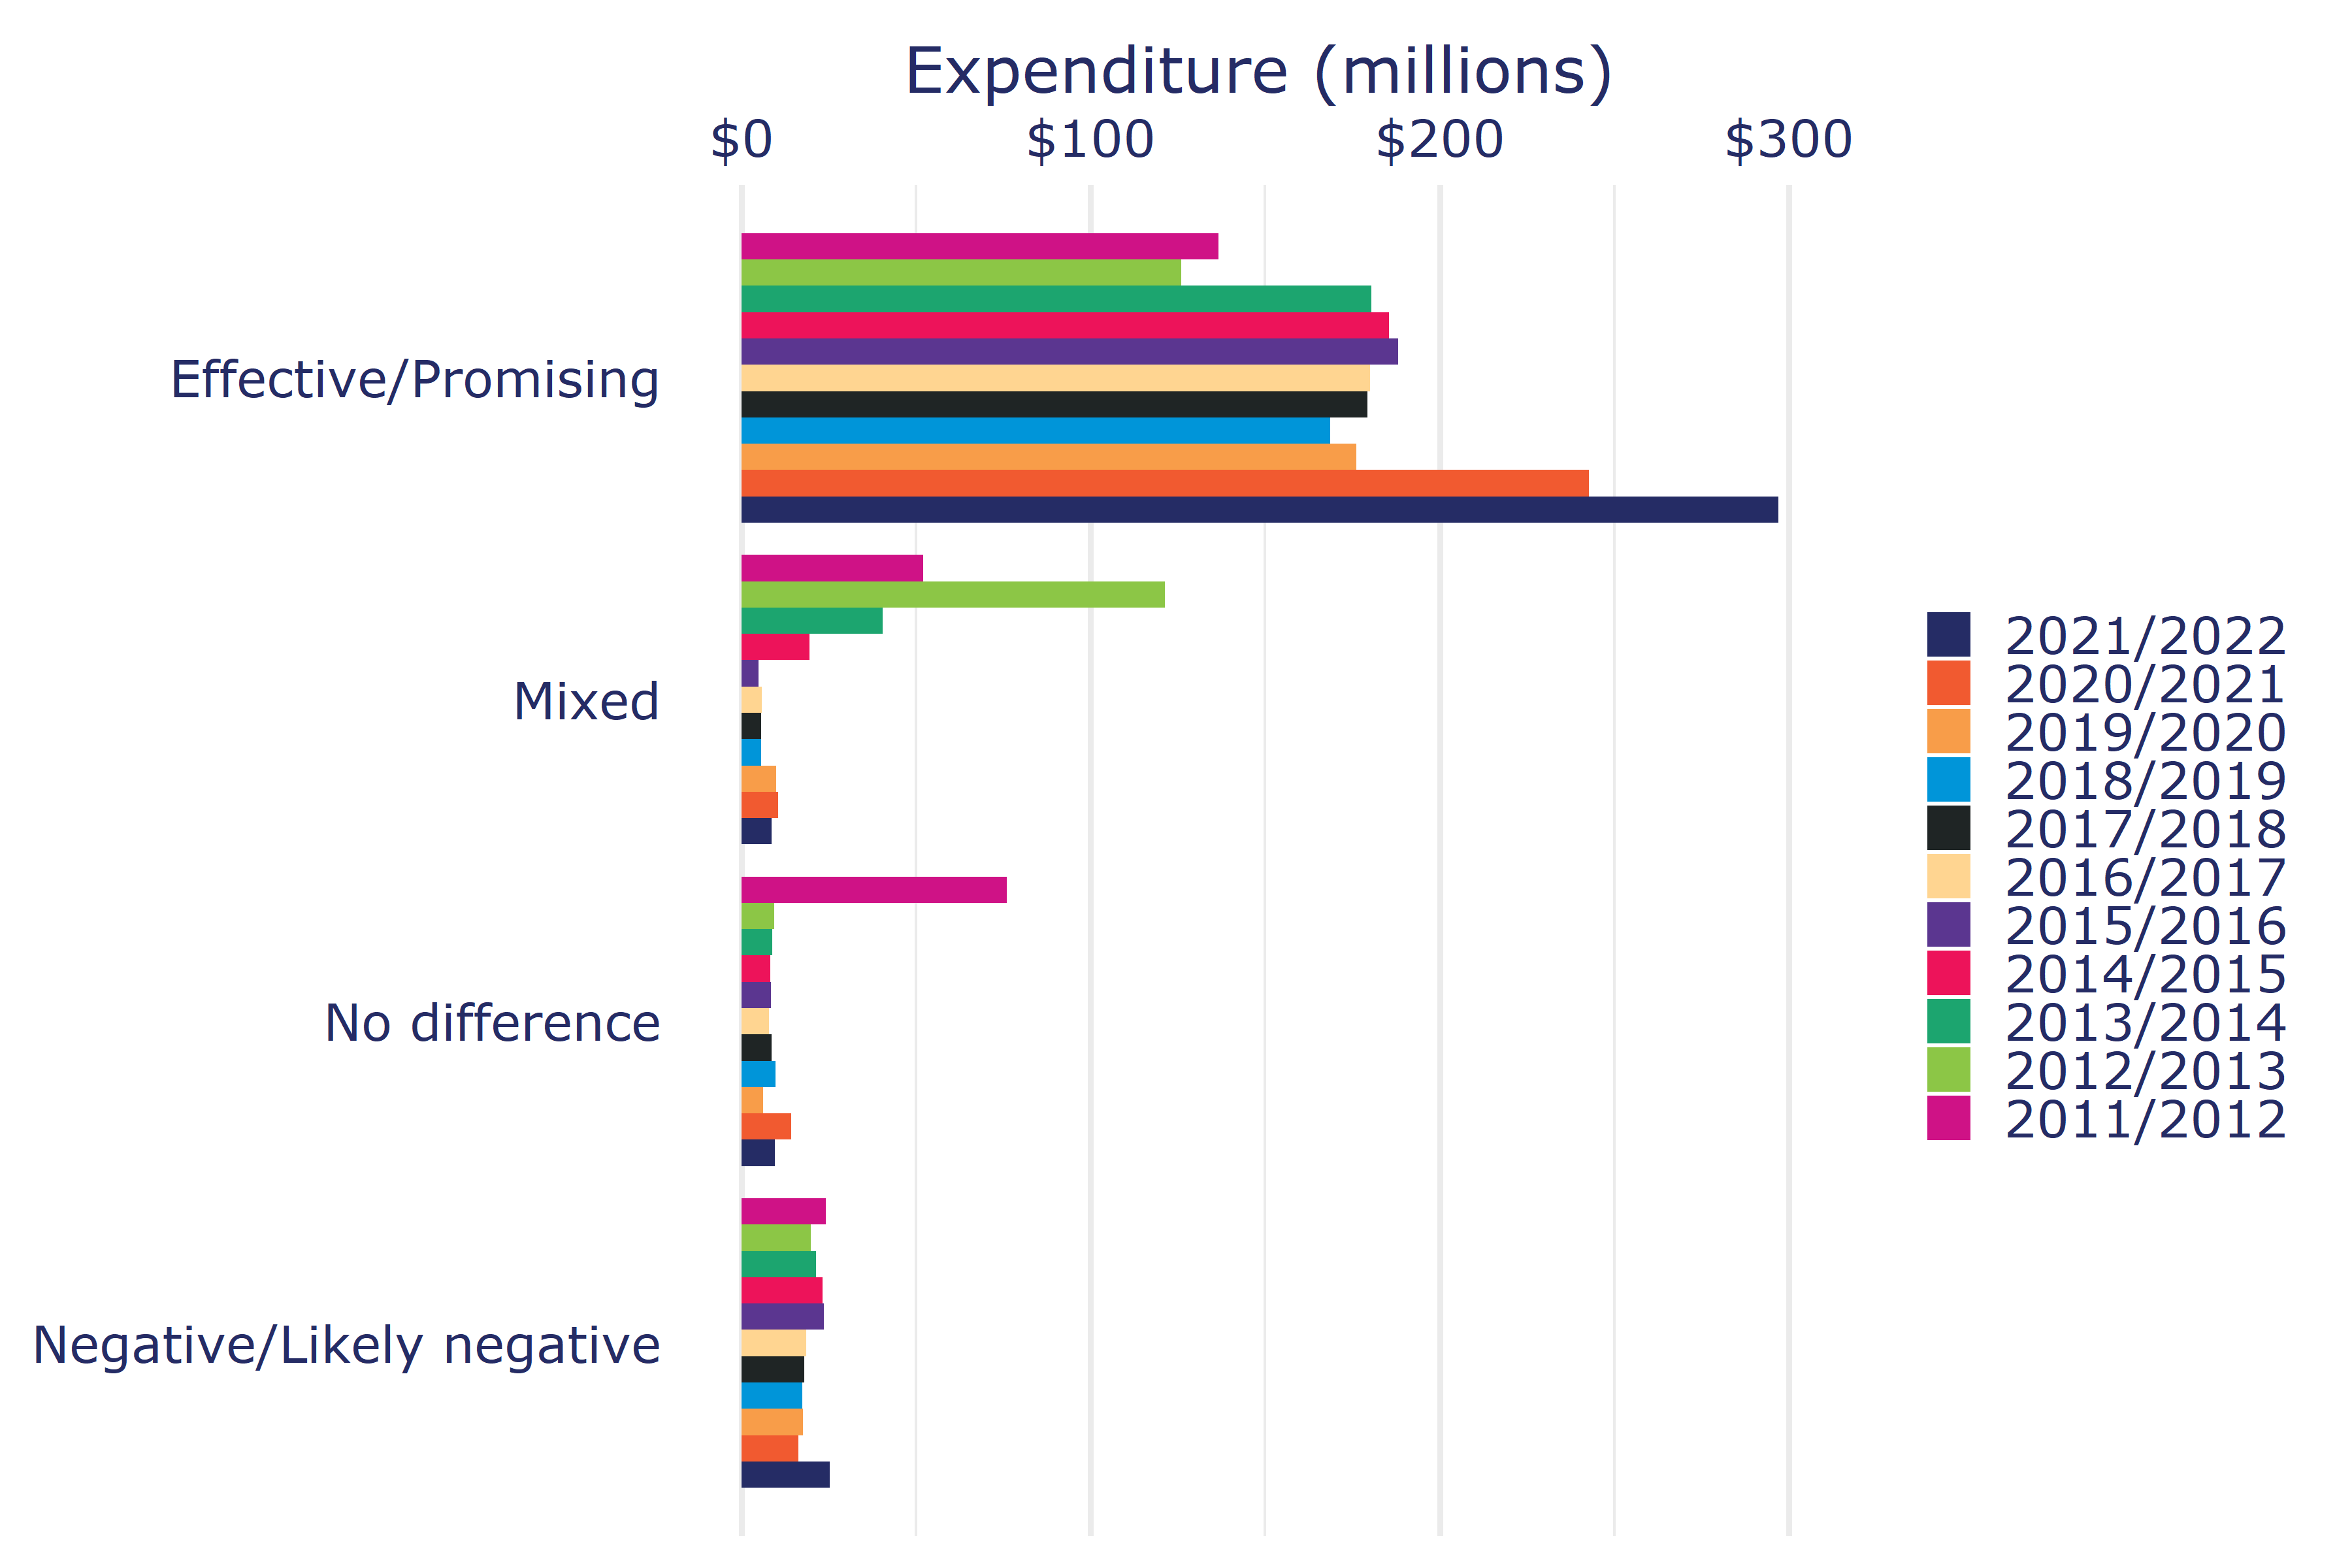 Expenditure (millions)
$0 $100 $200 $300
Effective/Promising
Mixed
No difference
Negative/Likely negative
2021/2022
2020/2021
2019/2020
2018/2019
2017/2018
2016/2017
2015/2016
2014/2015
2013/2014
2012/2013
2011/2012